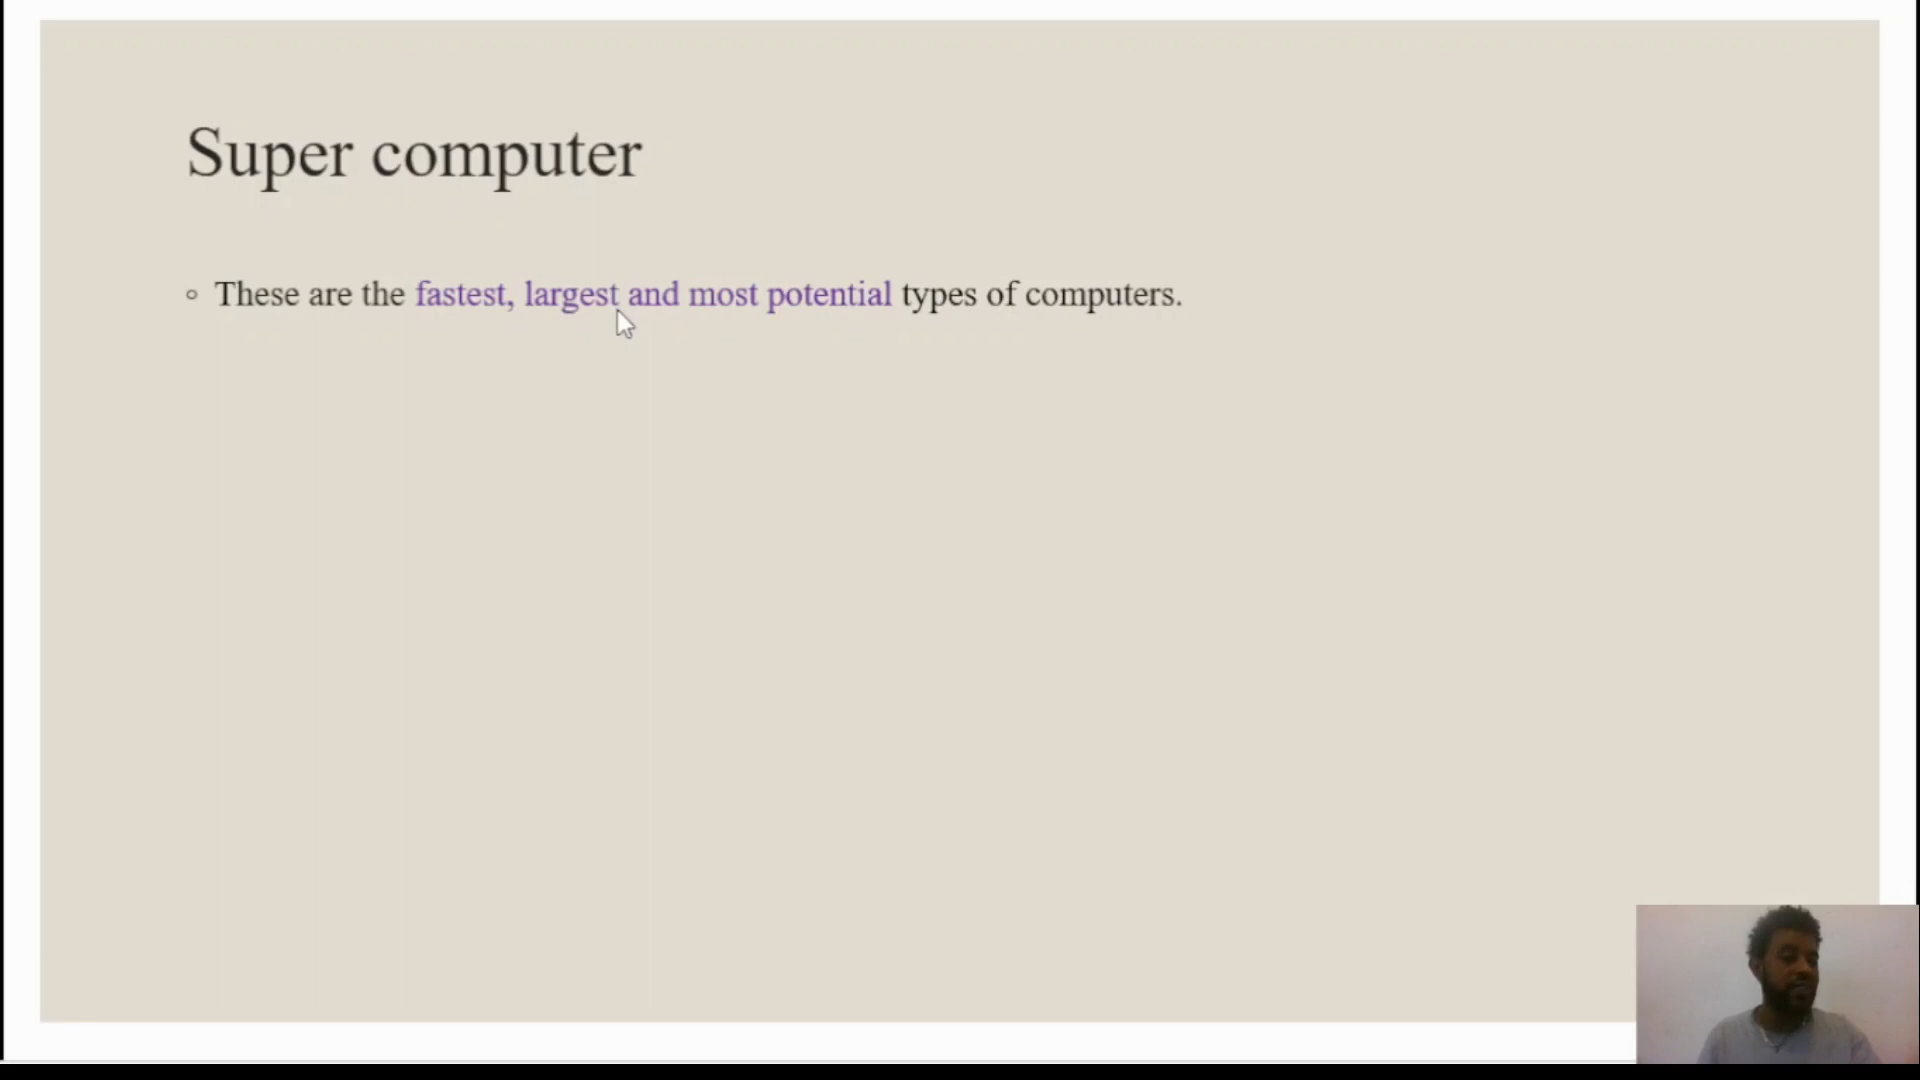 Super computer
These are the fastest, largest and most potential types of computers.